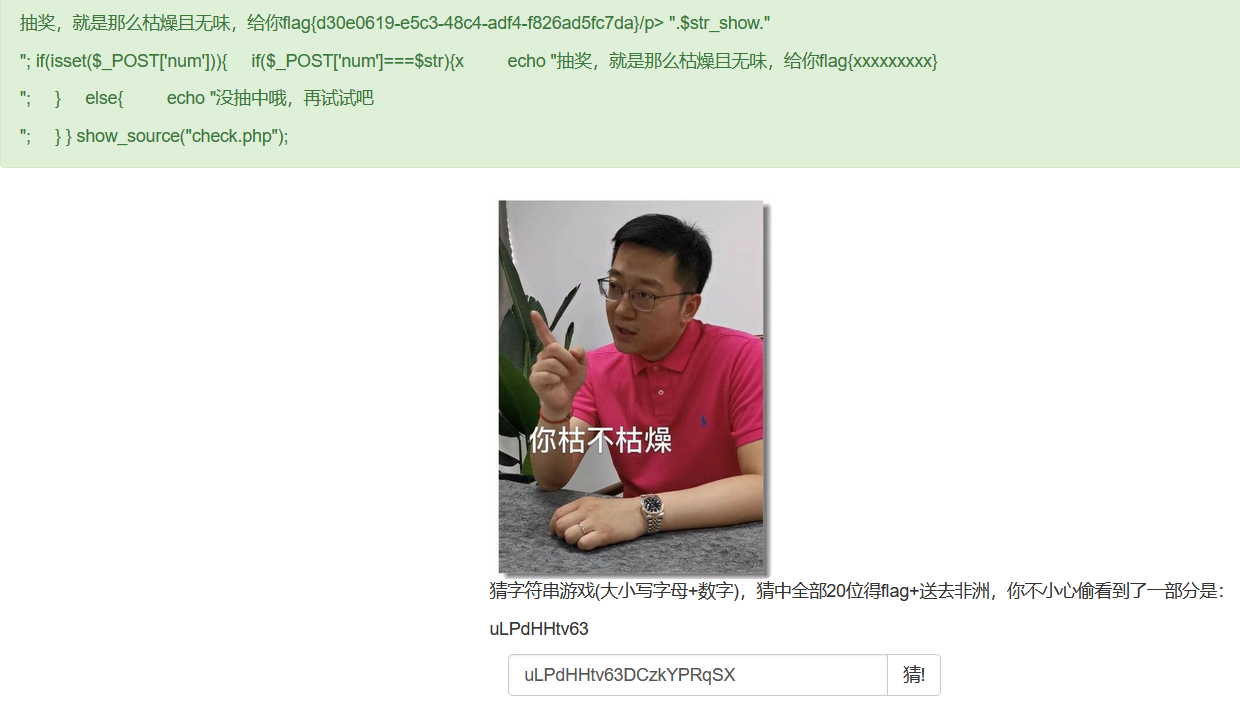 抽奖，就是那么枯燥且无味，给你flag{d30e0619-e5c3-48c4-adf4-f826ad5fc7da}/p> ".$str_show."
"; if(isset($_POST['num'])){ if($_POST['num']===$str){x echo "抽奖，就是那么枯燥且无味，给你flag{xxxxxxxxx}
"; } else{ echo "没抽中哦，再试试吧
"; } } show_source("check.php");
你枯不枯燥
猜字符串游戏(大小写字母+数字)，猜中全部20位得flag+送去非洲，你不小心偷看到了一部分是：
uLPdHHtv63
uLPdHHtv63DCzkYPRqSX 猜!